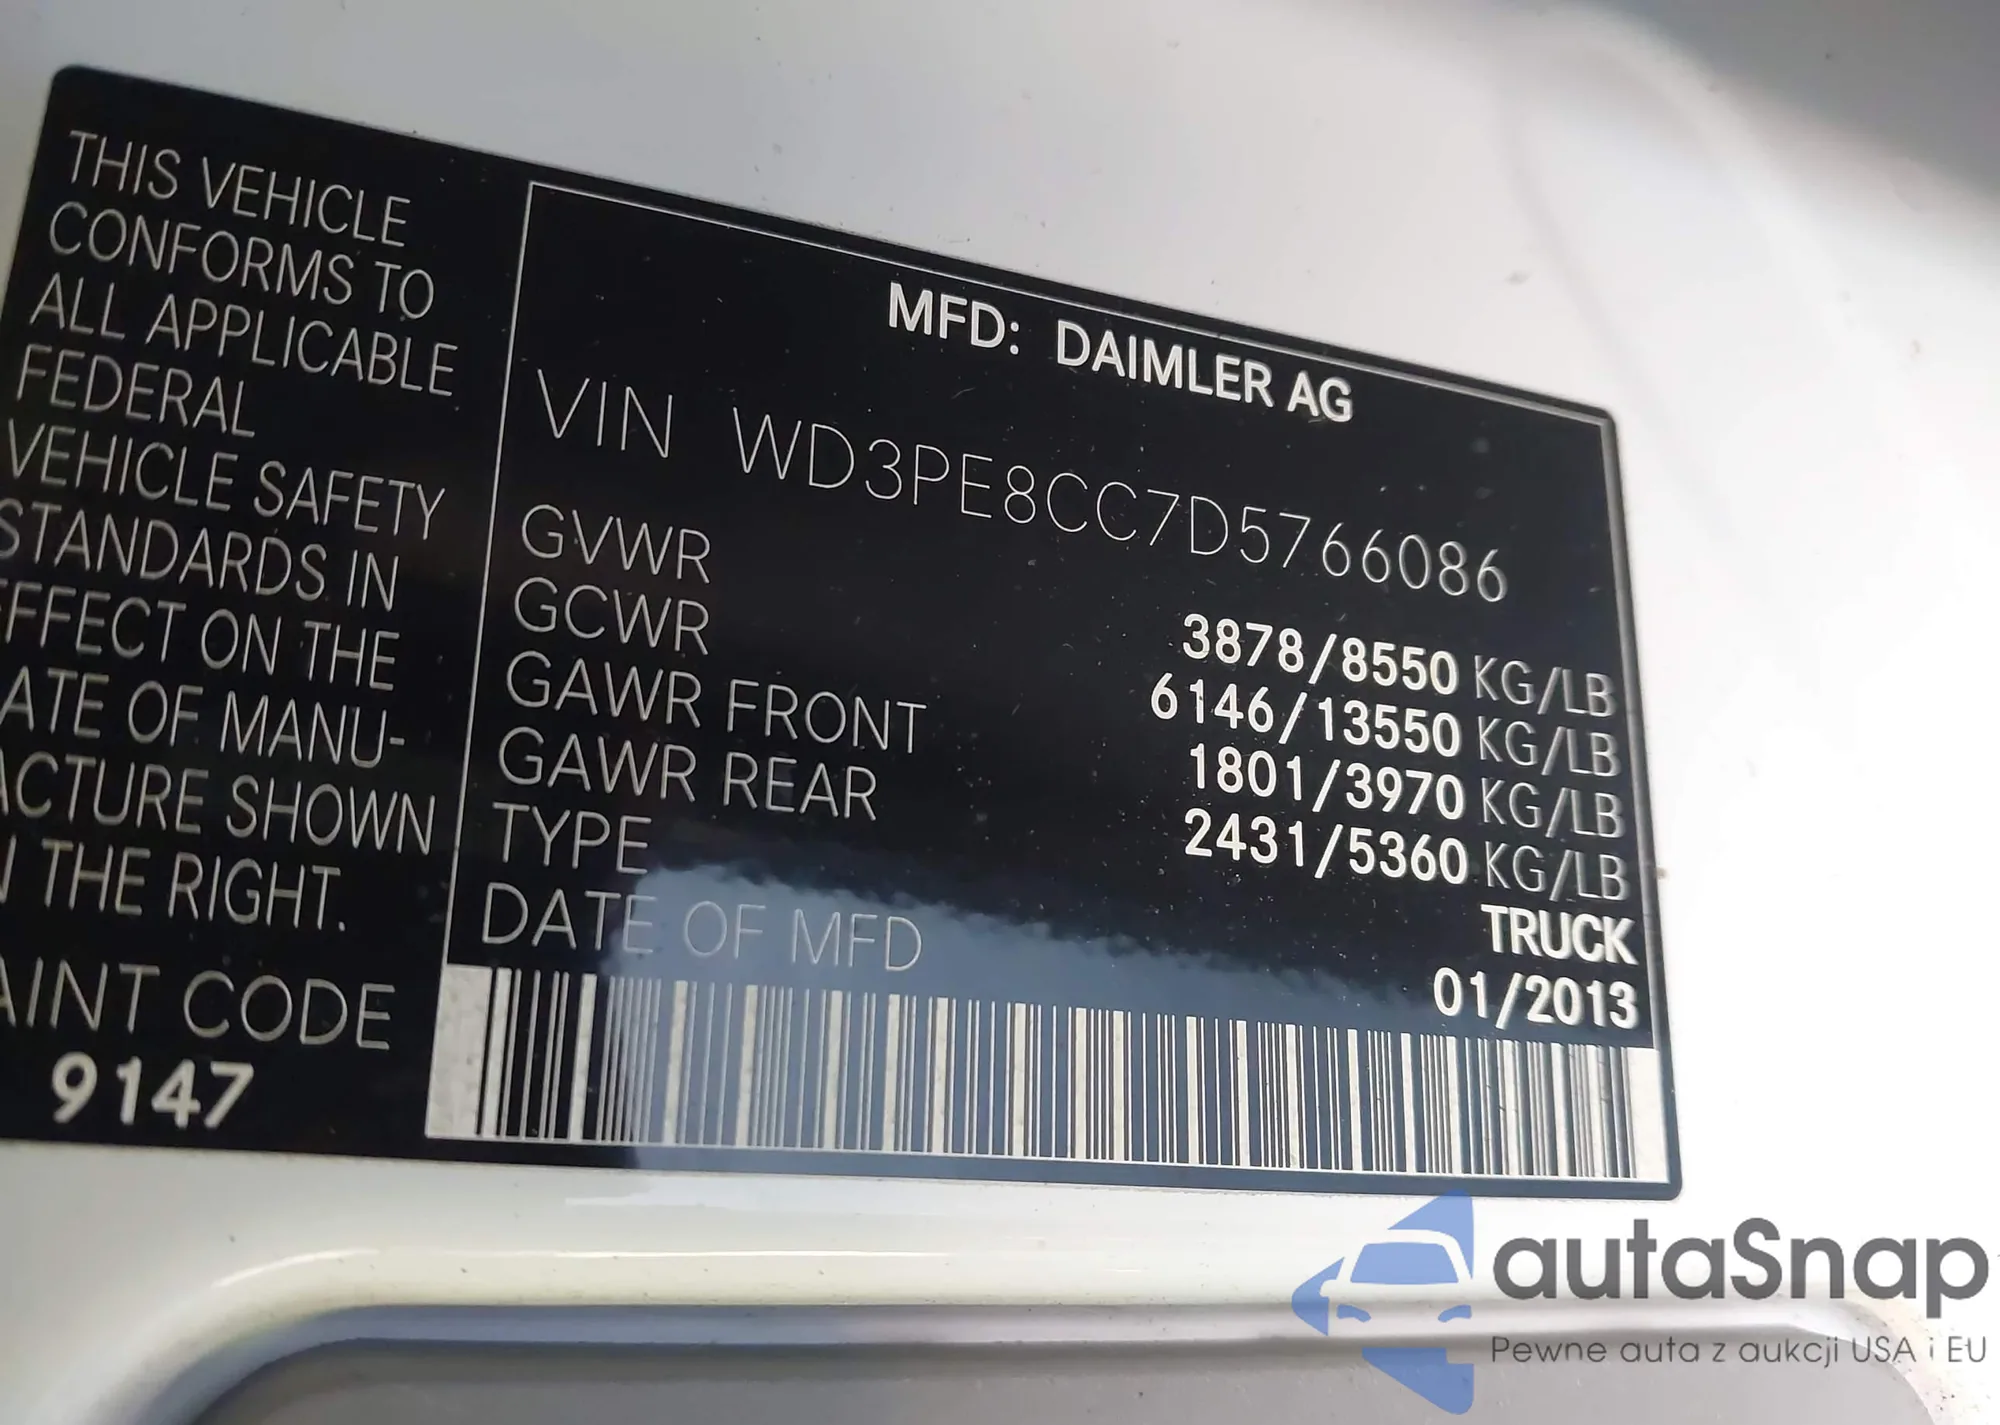 THIS VEHICLE
CONFORMS TO
ALL APPLICABLE
FEDERAL
VEHICLE SAFETY
STANDARDS IN
EFFECT ON THE
ATE OF MANU-
ACTURE SHOWN
N THE RIGHT.
AINT CODE
9147
MFD: DAIMLER AG
VIN WD3PE8CC7D5766086
GVWR 3878/8550 KG/LB
GCWR 6146/13550 KG/LB
GAWR FRONT 1801/3970 KG/LB
GAWR REAR 2431/5360 KG/LB
TYPE TRUCK
DATE OF MFD 01/2013
autaSnap
Pewne auta z aukcji USA i EU